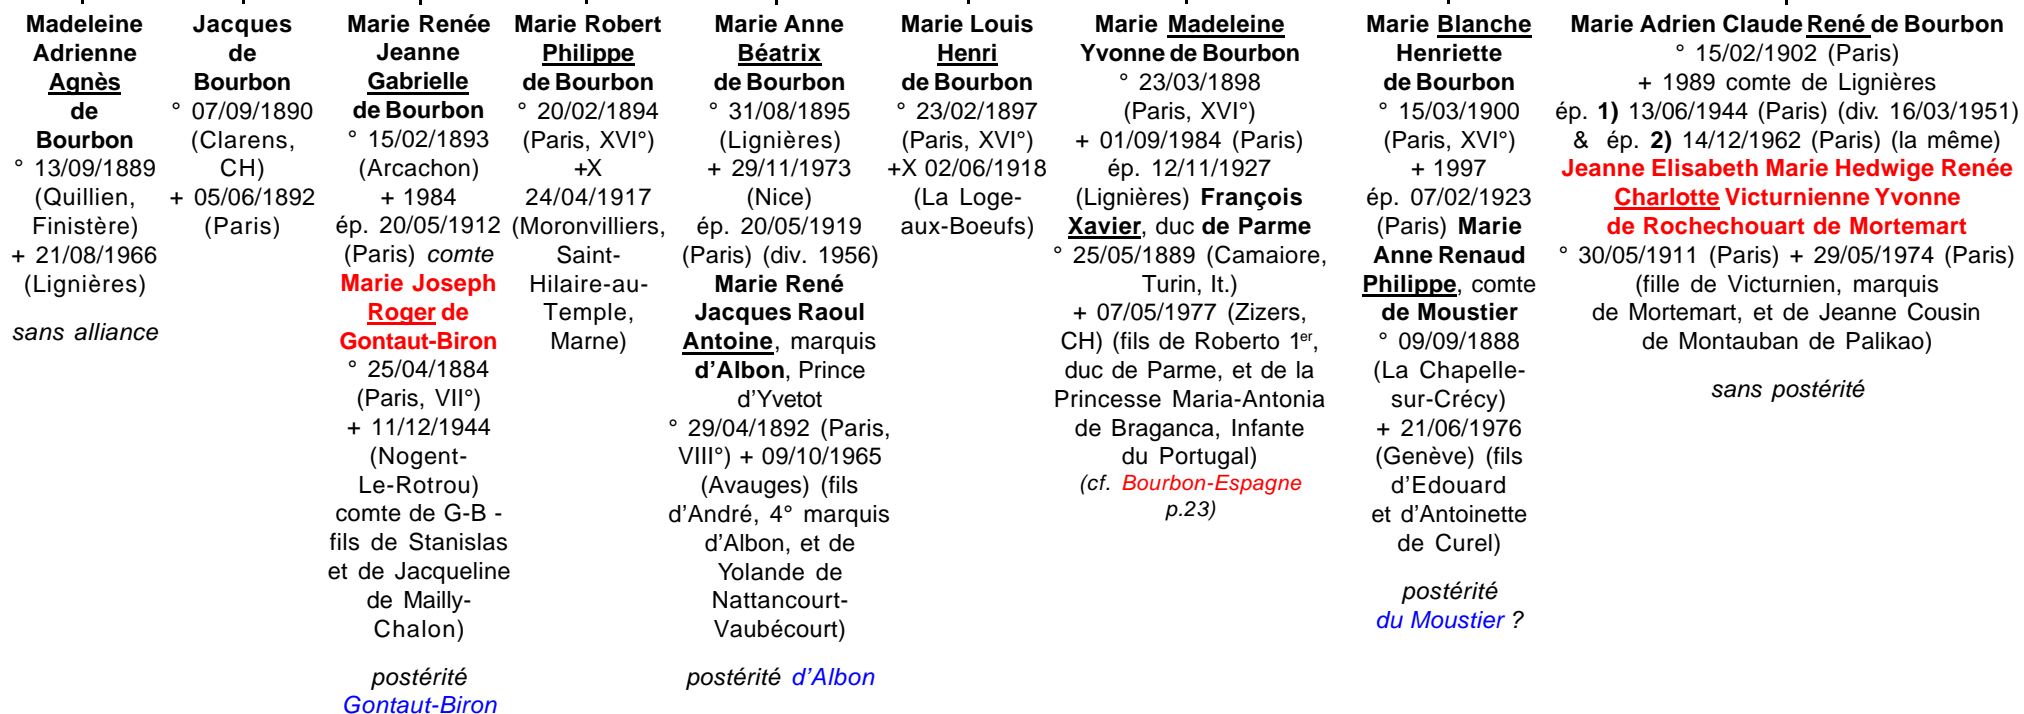 Madeleine
Adrienne
Agnès
de
Bourbon
° 13/09/1889
(Quillien,
Finistère)
+ 21/08/1966
(Lignières)
sans alliance
Jacques
de
Bourbon
° 07/09/1890
(Clarens,
CH)
+ 05/06/1892
(Paris)
Marie Renée
Jeanne
Gabrielle
de Bourbon
° 15/02/1893
(Arcachon)
+ 1984
ép. 20/05/1912
(Paris) comte
Marie Joseph
Roger de
Gontaut-Biron
° 25/04/1884
(Paris, VII°)
+ 11/12/1944
(Nogent-
Le-Rotrou)
comte de G-B -
fils de Stanislas
et de Jacqueline
de Mailly-
Chalon)
postérité
Gontaut-Biron
Marie Robert
Philippe
de Bourbon
° 20/02/1894
(Paris, XVI°)
+X
24/04/1917
(Moronvilliers,
Saint-
Hilaire-au-
Temple,
Marne)
Marie Anne
Béatrix
de Bourbon
° 31/08/1895
(Lignières)
+ 29/11/1973
(Nice)
ép. 20/05/1919
(Paris) (div. 1956)
Marie René
Jacques Raoul
Antoine, marquis
d'Albon, Prince
d'Yvetot
° 29/04/1892 (Paris,
VIII°) + 09/10/1965
(Avauges) (fils
d'André, 4° marquis
d'Albon, et de
Yolande de
Nattancourt-
Vaubécourt)
postérité d'Albon
Marie Louis
Henri
de Bourbon
° 23/02/1897
(Paris, XVI°)
+X 02/06/1918
(La Loge-
aux-Boeufs)
Marie Madeleine
Yvonne de Bourbon
° 23/03/1898
(Paris, XVI°)
+ 01/09/1984 (Paris)
ép. 12/11/1927
(Lignières) François
Xavier, duc de Parme
° 25/05/1889 (Camaiore,
Turin, It.)
+ 07/05/1977 (Zizers,
CH) (fils de Roberto 1er,
duc de Parme, et de la
Princesse Maria-Antonia
de Braganca, Infante
du Portugal)
(cf. Bourbon-Espagne
p.23)
Marie Blanche
Henriette
de Bourbon
° 15/03/1900
(Paris, XVI°)
+ 1997
ép. 07/02/1923
(Paris) Marie
Anne Renaud
Philippe, comte
de Moustier
° 09/09/1888
(La Chapelle-
sur-Crécy)
+ 21/06/1976
(Genève) (fils
d'Edouard
et d'Antoinette
de Curel)
postérité
du Moustier ?
Marie Adrien Claude René de Bourbon
° 15/02/1902 (Paris)
+ 1989 comte de Lignières
ép. 1) 13/06/1944 (Paris) (div. 16/03/1951)
& ép. 2) 14/12/1962 (Paris) (la même)
Jeanne Elisabeth Marie Hedwige Renée
Charlotte Victurnienne Yvonne
de Rochechouart de Mortemart
° 30/05/1911 (Paris) + 29/05/1974 (Paris)
(fille de Victurnien, marquis
de Mortemart, et de Jeanne Cousin
de Montauban de Palikao)
sans postérité